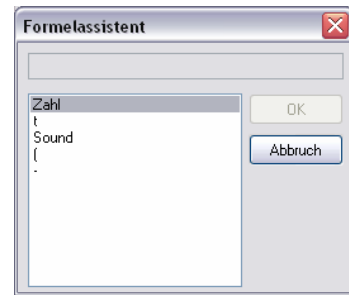 Formelassistent
Zahl
t
Sound
(
-
OK
Abbruch